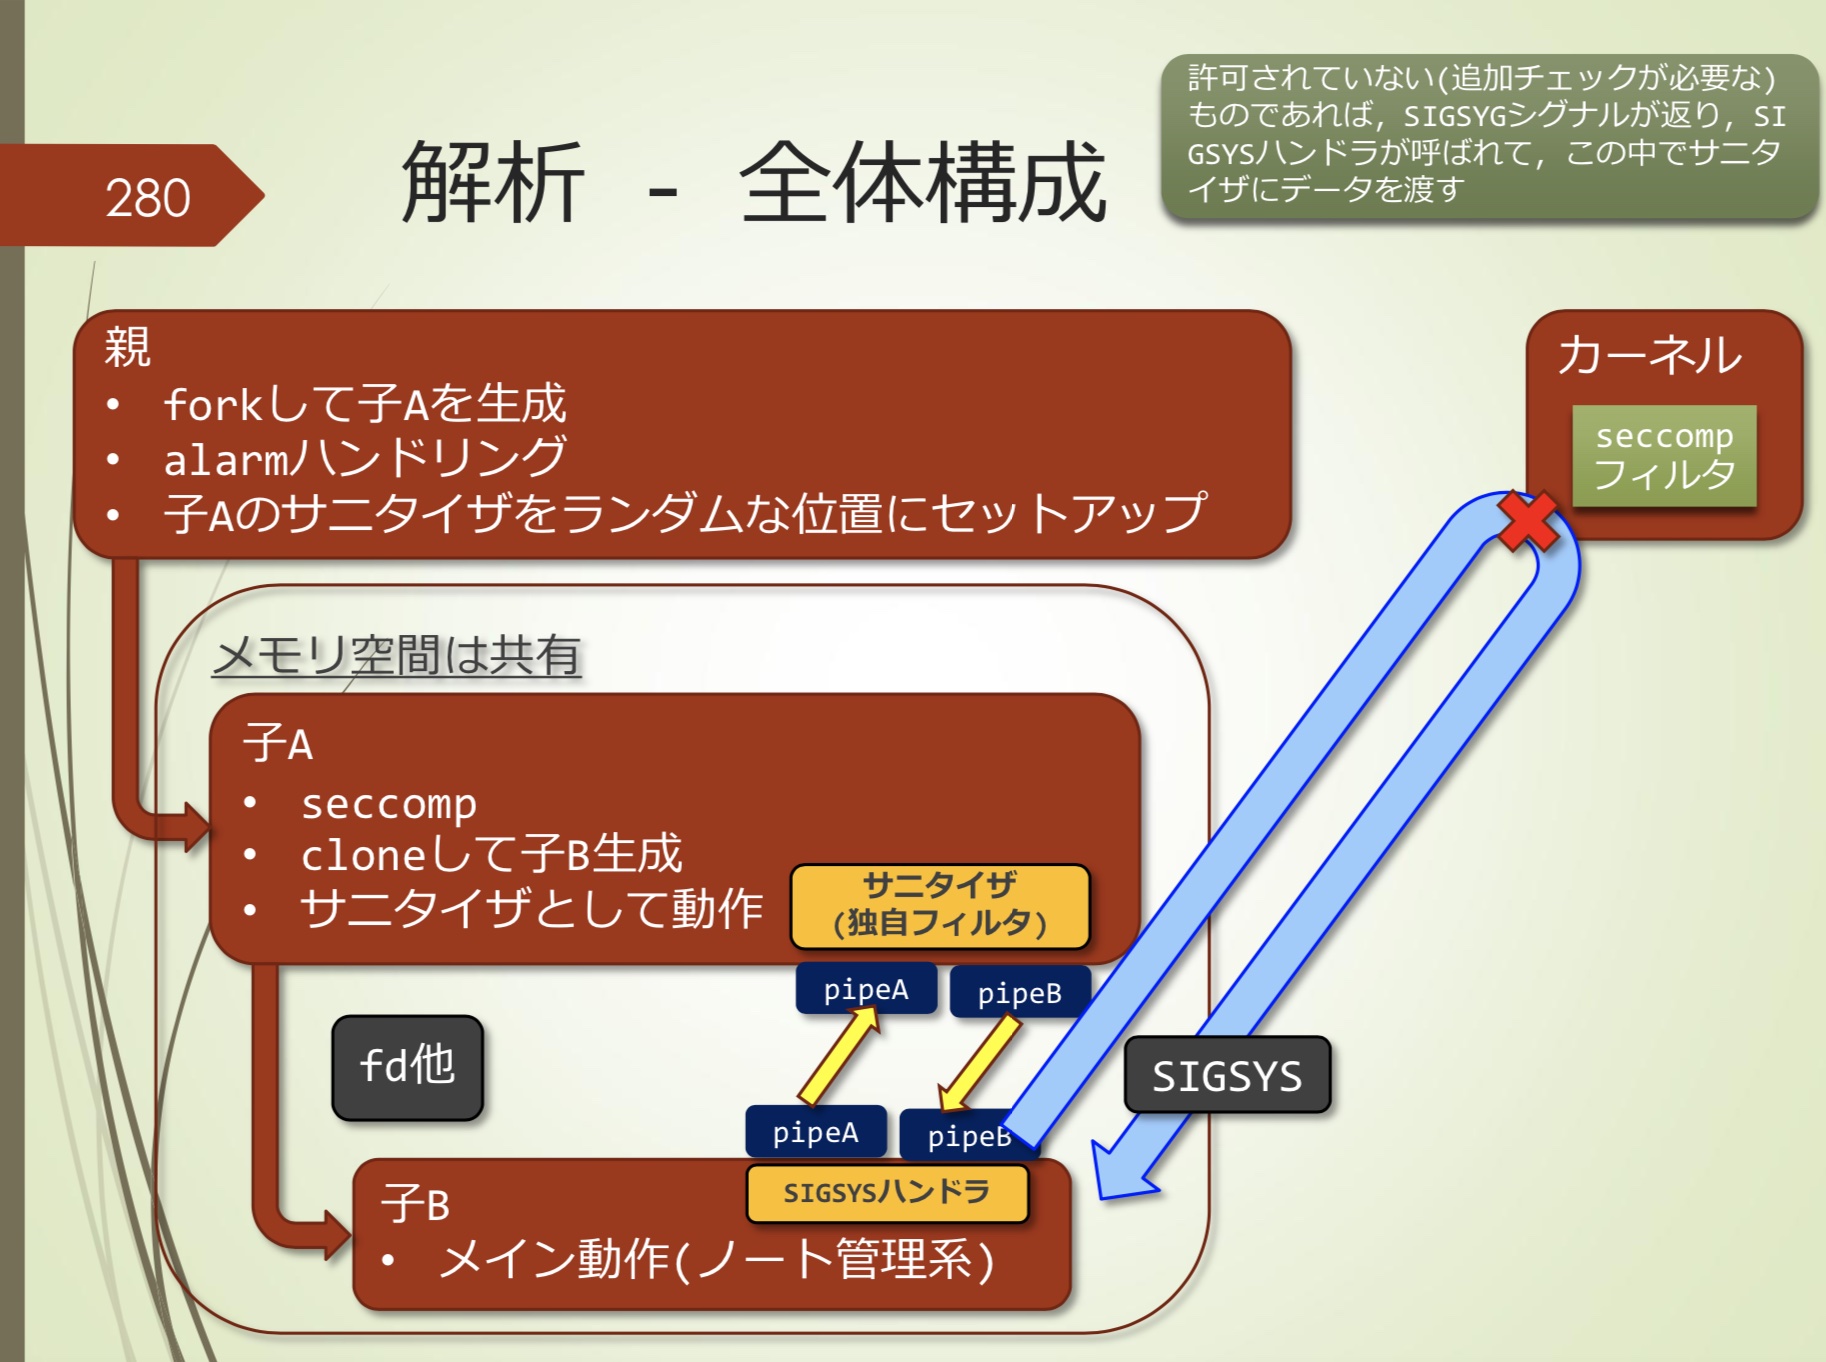 許可されていない(追加チェックが必要な)
ものであれば, SIGSYGシグナルが返り, SI
GSYSハンドラが呼ばれて, この中でサニタ
イザにデータを渡す
280
解析 - 全体構成
親
• forkして子Aを生成
• alarmハンドリング
• 子Aのサニタイザをランダムな位置にセットアップ
カーネル
seccomp
フィルタ
メモリ空間は共有
子A
• seccomp
• cloneして子B生成
• サニタイザとして動作
サニタイザ
(独自フィルタ)
pipeA
pipeB
fd他
SIGSYS
pipeA
pipeB
SIGSYSハンドラ
子B
• メイン動作(ノート管理系)